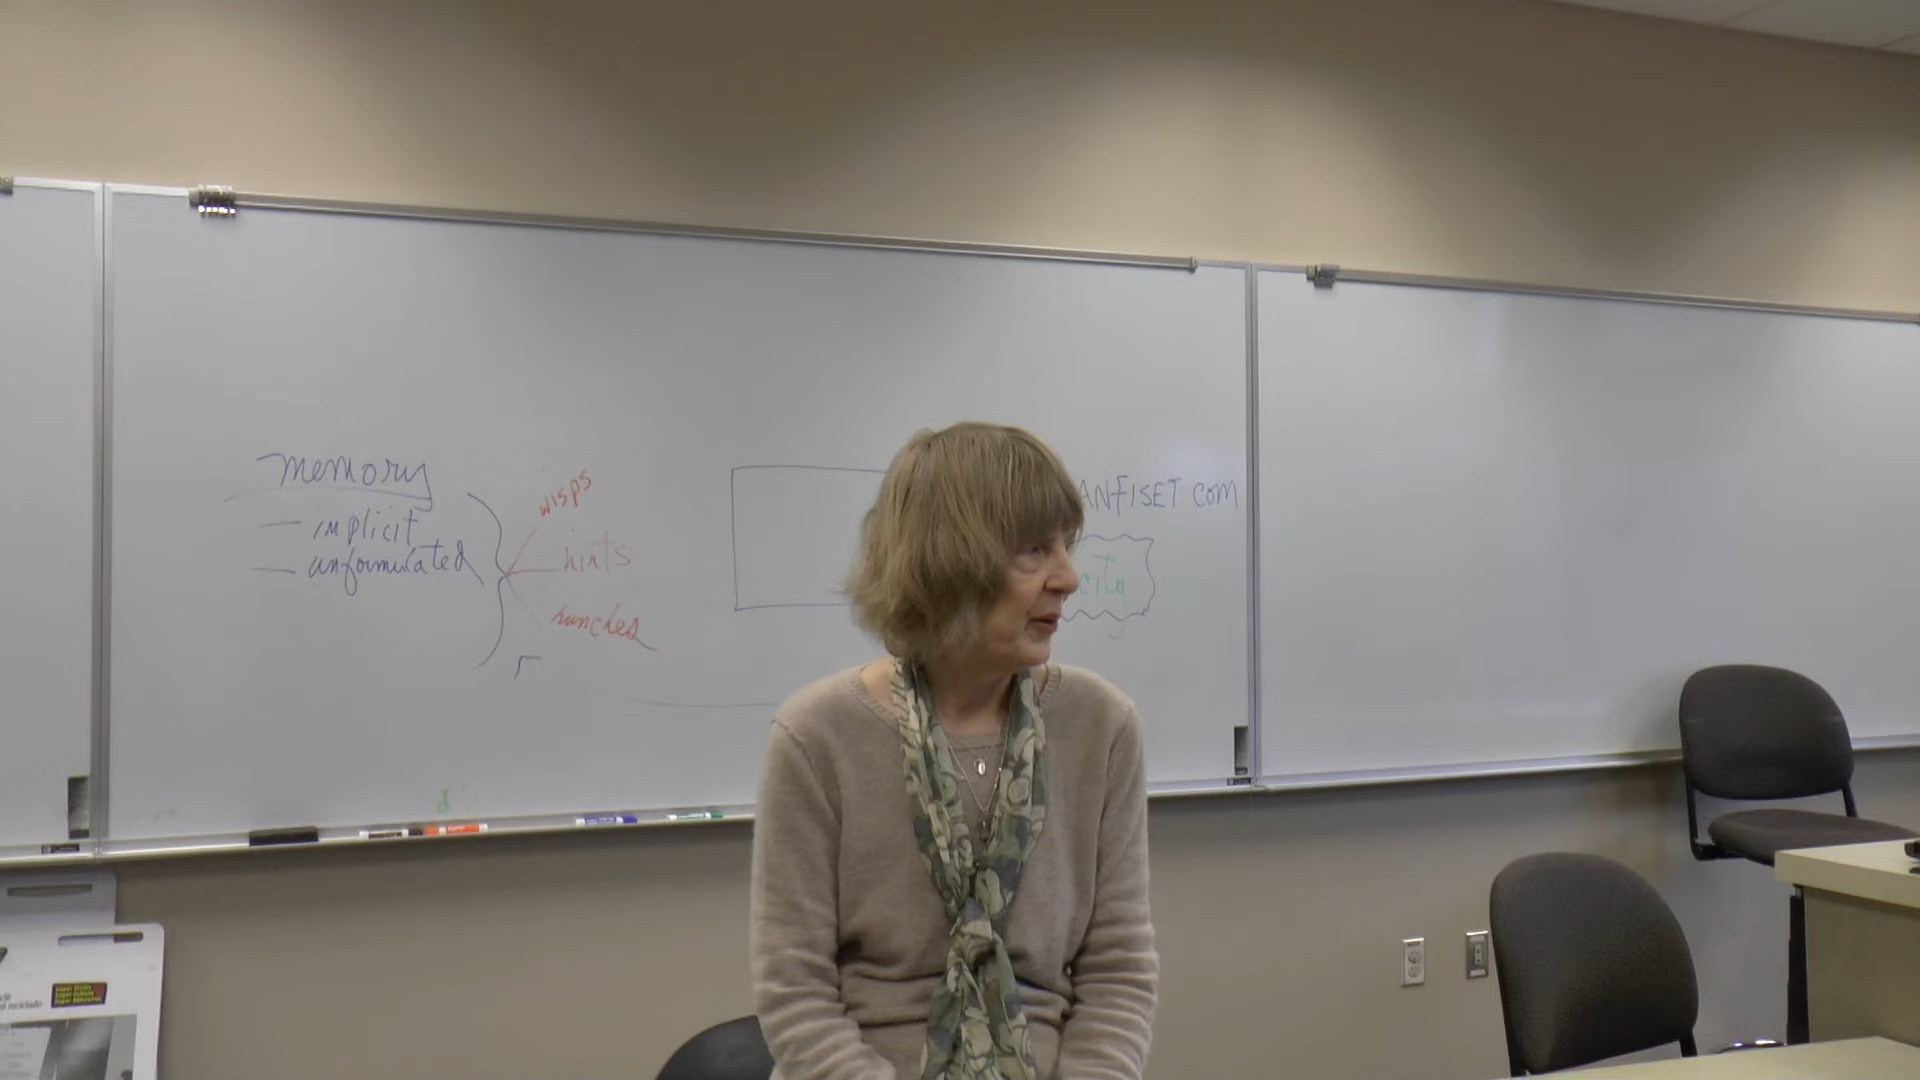 memory
— implicit
— unformulated
wisps
hints
hunches
ANFISET COM
city